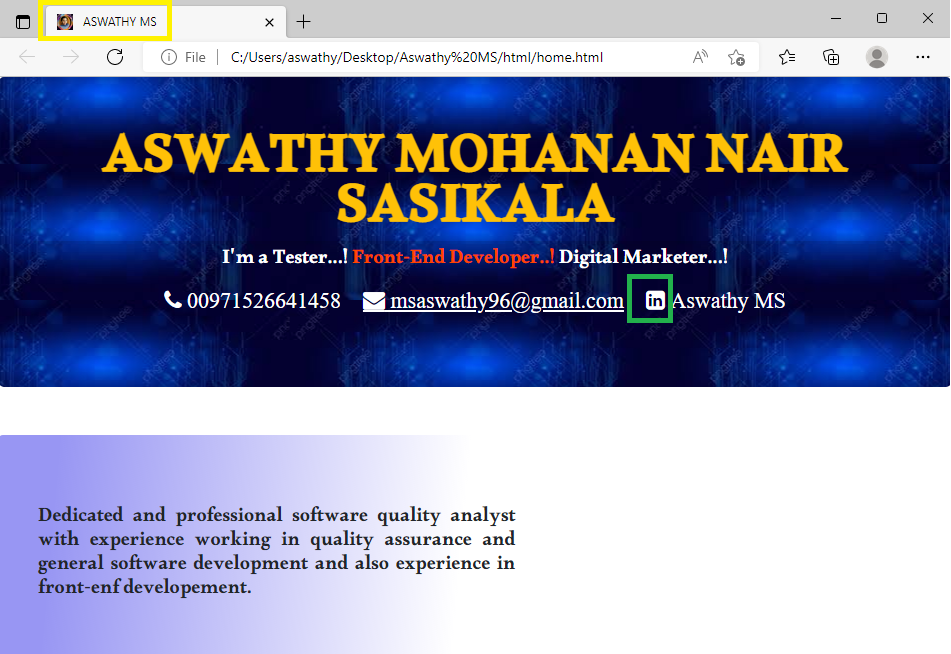 ASWATHY MS
File
C:/Users/aswathy/Desktop/Aswathy%20MS/html/home.html
ASWATHY MOHANAN NAIR
SASIKALA
I'm a Tester...! Front-End Developer..! Digital Marketer...!
00971526641458 msaswathy96@gmail.com in Aswathy MS
Dedicated and professional software quality analyst
with experience working in quality assurance and
general software development and also experience in
front-enf developement.